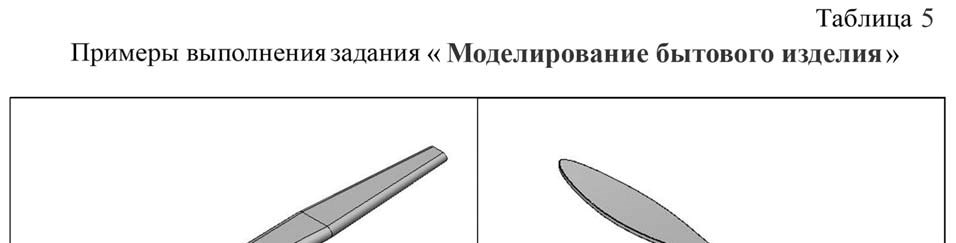 Таблица 5
Примеры выполнения задания « Моделирование бытового изделия»